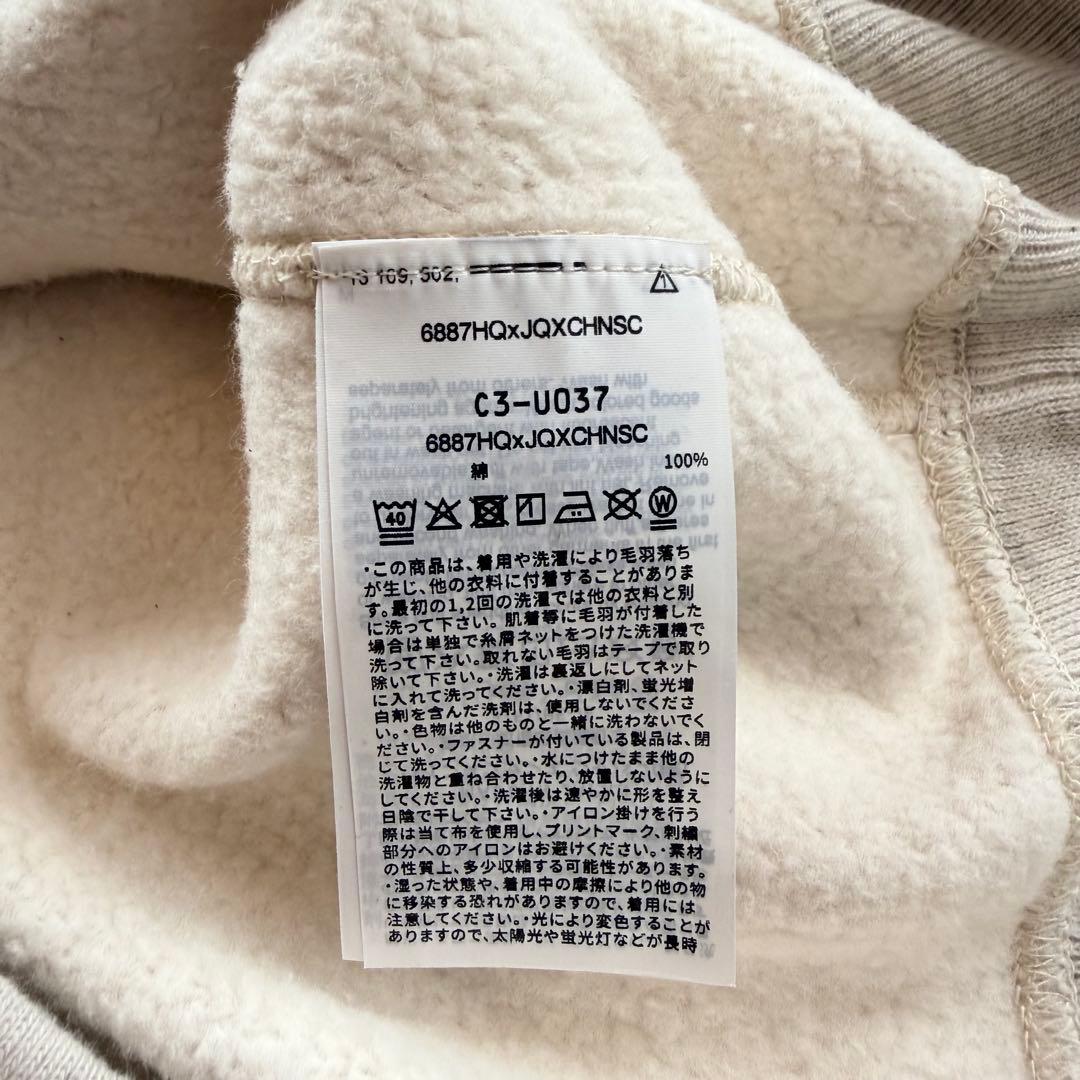 109, 502,
6887HQxJQXCHNSC
C3-U037
6887HQxJQXCHNSC
綿 100%
40
W
・この商品は、着用や洗濯により毛羽落ち
が生じ、他の衣料に付着することがありま
す。最初の1,2回の洗濯では他の衣料と別
に洗って下さい。肌着等に毛羽が付着した
場合は単独で糸屑ネットをつけた洗濯機で
洗って下さい。取れない毛羽はテープで取り
除いて下さい。・洗濯は裏返しにしてネット
に入れて洗ってください。・漂白剤、蛍光増
白剤を含んだ洗剤は、使用しないでくださ
い。・色物は他のものと一緒に洗わないでく
ださい。・ファスナーが付いている製品は、閉
じて洗ってください。・水につけたまま他の
洗濯物と重ね合わせたり、放置しないように
してください。・洗濯後は速やかに形を整え
日陰で干して下さい。・アイロン掛けを行う
際は当て布を使用し、プリントマーク、刺繍
部分へのアイロンはお避けください。・素材
の性質上、多少収縮する可能性があります。
・湿った状態や、着用中の摩擦により他の物
に移染する恐れがありますので、着用には
注意してください。・光により変色することが
ありますので、太陽光や蛍光灯などが長時